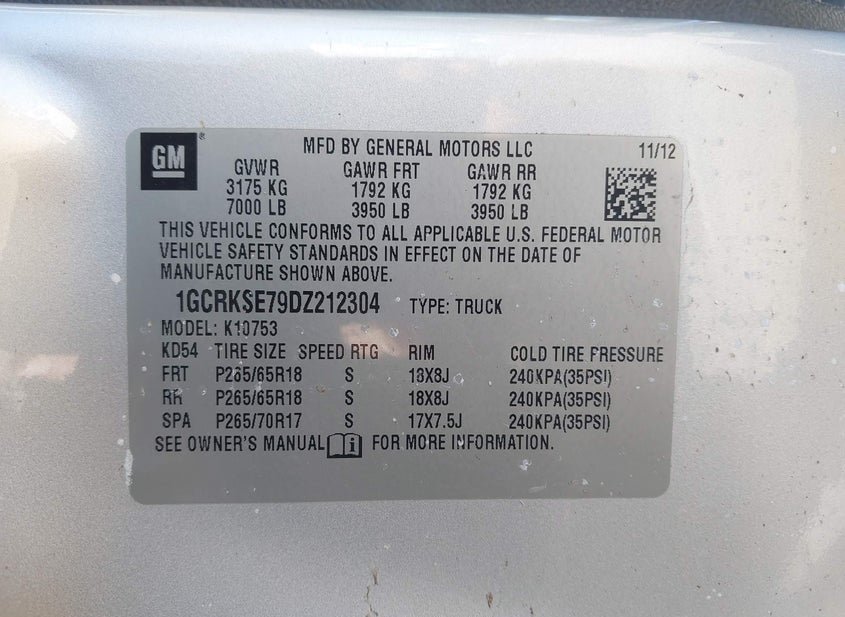 GM
MFD BY GENERAL MOTORS LLC 11/12
GVWR GAWR FRT GAWR RR
3175 KG 1792 KG 1792 KG
7000 LB 3950 LB 3950 LB
THIS VEHICLE CONFORMS TO ALL APPLICABLE U.S. FEDERAL MOTOR
VEHICLE SAFETY STANDARDS IN EFFECT ON THE DATE OF
MANUFACTURE SHOWN ABOVE.
1GCRKSE79DZ212304 TYPE: TRUCK
MODEL: K10753
KD54 TIRE SIZE SPEED RTG RIM COLD TIRE PRESSURE
FRT P265/65R18 S 18X8J 240KPA(35PSI)
RR P265/65R18 S 18X8J 240KPA(35PSI)
SPA P265/70R17 S 17X7.5J 240KPA(35PSI)
SEE OWNER'S MANUAL i FOR MORE INFORMATION.